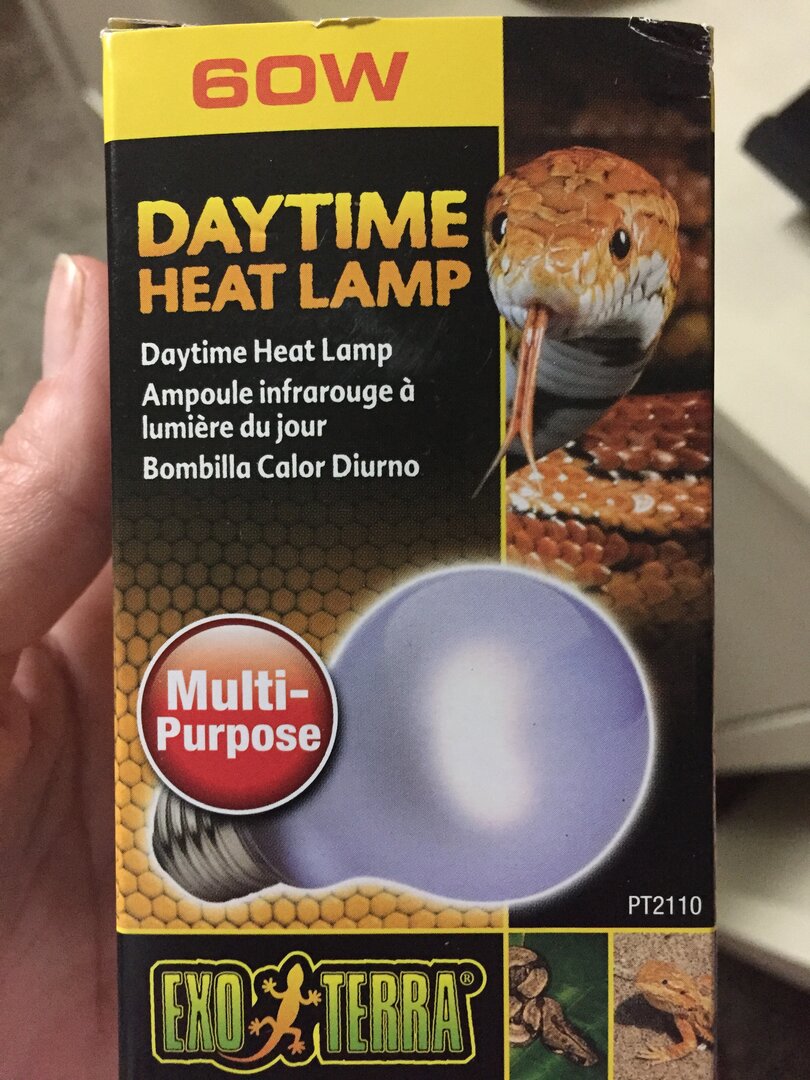 60W
DAYTIME
HEAT LAMP
Daytime Heat Lamp
Ampoule infrarouge à
lumière du jour
Bombilla Calor Diurno
Multi-
Purpose
PT2110
EXO TERRA®